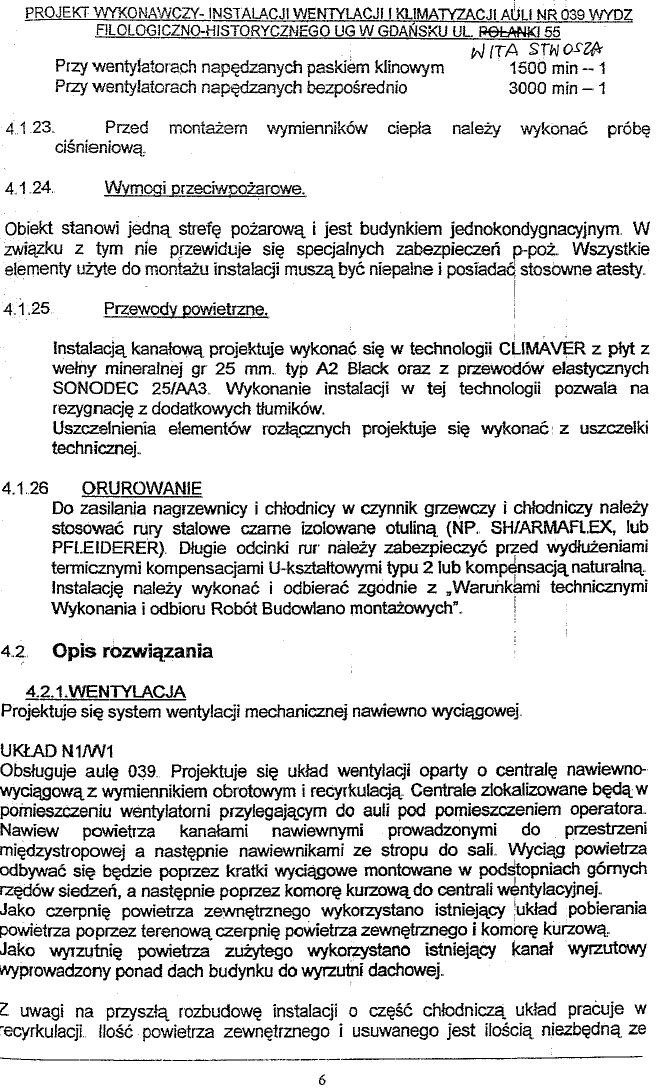 PROJEKT WYKONAWCZY- INSTALACJI WENTYLACJI I KLIMATYZACJI AULI NR 039 WYDZ
FILOLOGICZNO-HISTORYCZNEGO UG W GDAŃSKU UL. POLANKI 55
WITA STWOSZA
Przy wentylatorach napędzanych paskiem klinowym 1500 min – 1
Przy wentylatorach napędzanych bezpośrednio 3000 min – 1
4.1.23. Przed montażem wymienników ciepła należy wykonać próbę
ciśnieniową.
4.1.24. Wymogi przeciwpożarowe.
Obiekt stanowi jedną strefę pożarową i jest budynkiem jednokondygnacyjnym. W
związku z tym nie przewiduje się specjalnych zabezpieczeń p-poż. Wszystkie
elementy użyte do montażu instalacji muszą być niepalne i posiadać stosowne atesty.
4.1.25 Przewody powietrzne.
Instalacją kanałową projektuje wykonać się w technologii CLIMAVER z płyt z
wełny mineralnej gr 25 mm. typ A2 Black oraz z przewodów elastycznych
SONODEC 25/AA3. Wykonanie instalacji w tej technologii pozwala na
rezygnację z dodatkowych tłumików.
Uszczelnienia elementów rozłącznych projektuje się wykonać z uszczelki
technicznej.
4.1.26 ORUROWANIE
Do zasilania nagrzewnicy i chłodnicy w czynnik grzewczy i chłodniczy należy
stosować rury stalowe czarne izolowane otuliną (NP. SH/ARMAFLEX, lub
PFLEIDERER). Długie odcinki rur należy zabezpieczyć przed wydłużeniami
termicznymi kompensacjami U-kształtowymi typu 2 lub kompensacją naturalną.
Instalację należy wykonać i odbierać zgodnie z „Warunkami technicznymi
Wykonania i odbioru Robót Budowlano montażowych".
4.2 Opis rozwiązania
4.2.1.WENTYLACJA
Projektuje się system wentylacji mechanicznej nawiewno wyciągowej.
UKŁAD N1/W1
Obsługuje aulę 039. Projektuje się układ wentylacji oparty o centralę nawiewno-
wyciągową z wymiennikiem obrotowym i recyrkulacją. Centrale zlokalizowane będą w
pomieszczeniu wentylatorni przylegającym do auli pod pomieszczeniem operatora.
Nawiew powietrza kanałami nawiewnymi prowadzonymi do przestrzeni
międzystropowej a następnie nawiewnikami ze stropu do sali. Wyciąg powietrza
odbywać się będzie poprzez kratki wyciągowe montowane w podstopniach górnych
rzędów siedzeń, a następnie poprzez komorę kurzową do centrali wentylacyjnej.
Jako czerpnię powietrza zewnętrznego wykorzystano istniejący układ pobierania
powietrza poprzez terenową czerpnię powietrza zewnętrznego i komorę kurzową.
Jako wyrzutnię powietrza zużytego wykorzystano istniejący kanał wyrzutowy
wyprowadzony ponad dach budynku do wyrzutni dachowej.
Z uwagi na przyszłą rozbudowę instalacji o część chłodniczą układ pracuje w
recyrkulacji. Ilość powietrza zewnętrznego i usuwanego jest ilością niezbędną ze
6